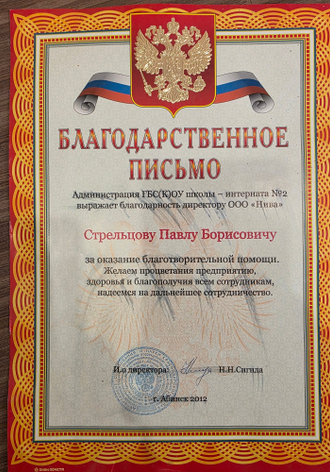 БЛАГОДАРСТВЕННОЕ
ПИСЬМО
Администрация ГБС(К)ОУ школы – интерната №2
выражает благодарность директору ООО «Нива»
Стрельцову Павлу Борисовичу
за оказание благотворительной помощи.
Желаем процветания предприятию,
здоровья и благополучия всем сотрудникам,
надеемся на дальнейшее сотрудничество.
И.о директора: Н.Н.Сигида
г. Абинск 2012